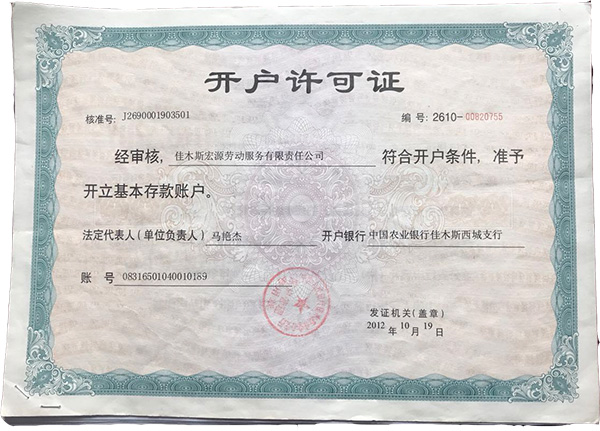 开户许可证
核准号: J2690001903501 编号: 2610-00820755
经审核, 佳木斯宏源劳动服务有限责任公司 符合开户条件, 准予
开立基本存款账户。
法定代表人(单位负责人) 马艳杰 开户银行 中国农业银行佳木斯西城支行
账 号 08316501040010189
发证机关(盖章)
2012 年 10 月 19 日